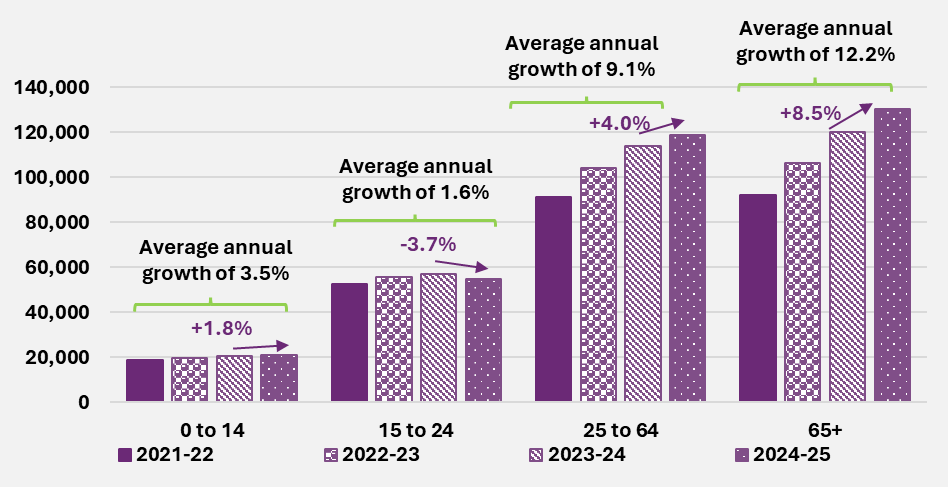 Average annual
growth of 12.2%
Average annual
growth of 9.1%
140,000
+8.5%
+4.0%
120,000
Average annual
growth of 1.6%
100,000
80,000
-3.7%
Average annual
growth of 3.5%
60,000
40,000
+1.8%
20,000
0
0 to 14
15 to 24
25 to 64
65+
2021-22
2022-23
2023-24
2024-25